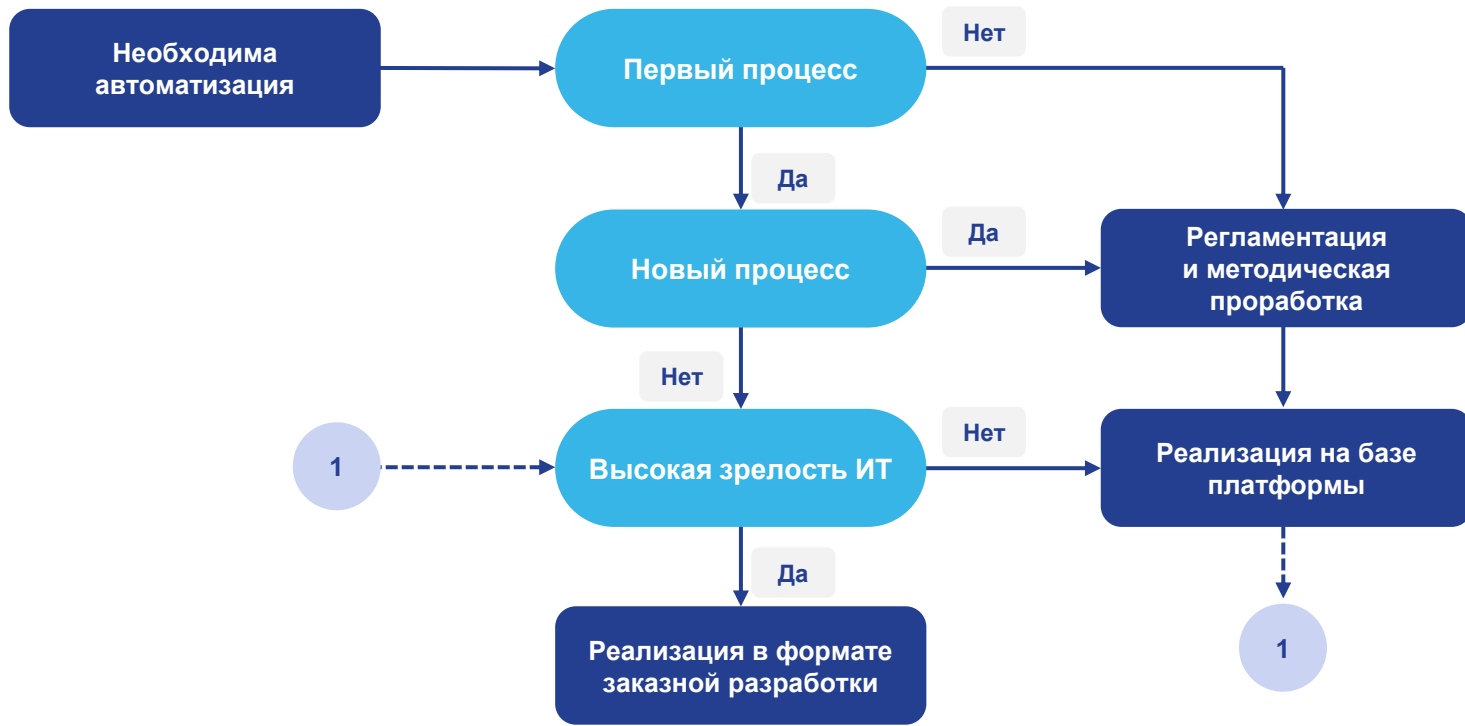 Необходима
автоматизация
Первый процесс
Нет
Да
Новый процесс
Да
Регламентация
и методическая
проработка
Нет
1
Высокая зрелость ИТ
Нет
Реализация на базе
платформы
Да
Реализация в формате
заказной разработки
1